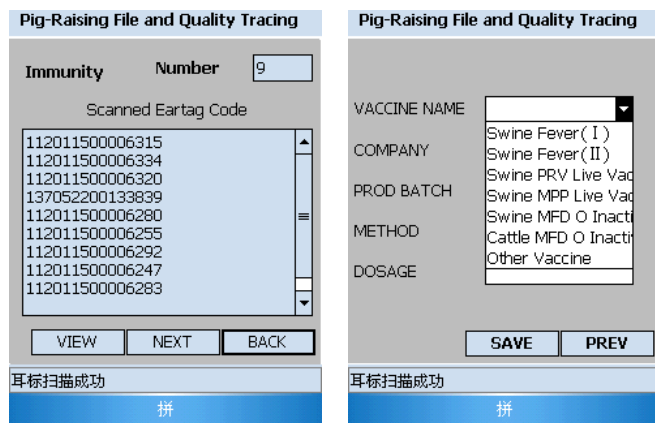 Pig-Raising File and Quality Tracing
Immunity Number 9
Scanned Eartag Code
112011500006315
112011500006334
112011500006320
137052200133839
112011500006280
112011500006255
112011500006292
112011500006247
112011500006283
VIEW NEXT BACK
耳标扫描成功
拼
Pig-Raising File and Quality Tracing
VACCINE NAME
Swine Fever(Ⅰ)
Swine Fever(Ⅱ)
COMPANY
Swine PRV Live Vac
PROD BATCH
Swine MPP Live Vac
Swine MFD O Inacti
METHOD
Cattle MFD O Inacti
Other Vaccine
DOSAGE
SAVE PREV
耳标扫描成功
拼